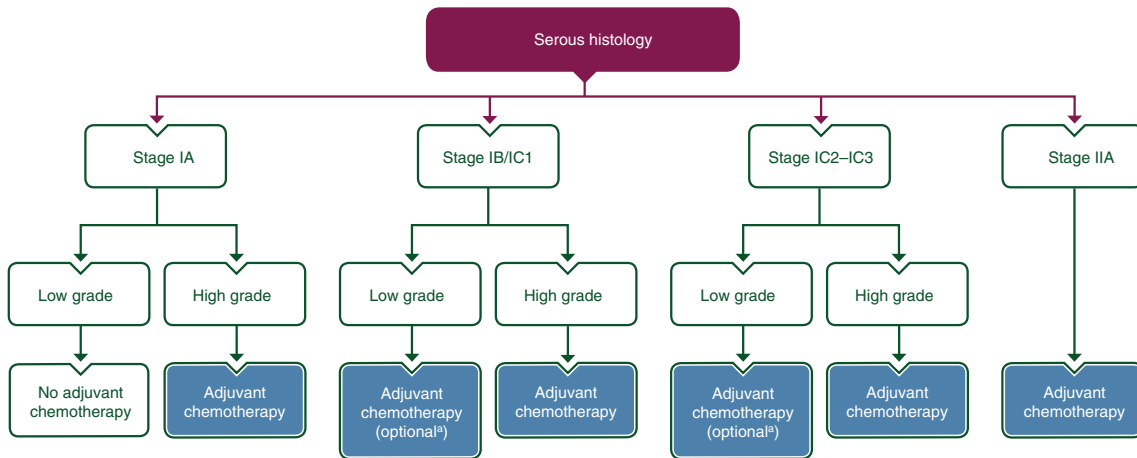 Serous histology
Stage IA
Stage IB/IC1
Stage IC2–IC3
Stage IIA
Low grade
High grade
Low grade
High grade
Low grade
High grade
No adjuvant
chemotherapy
Adjuvant
chemotherapy
Adjuvant
chemotherapy
(optionalᵃ)
Adjuvant
chemotherapy
Adjuvant
chemotherapy
(optionalᵃ)
Adjuvant
chemotherapy
Adjuvant
chemotherapy